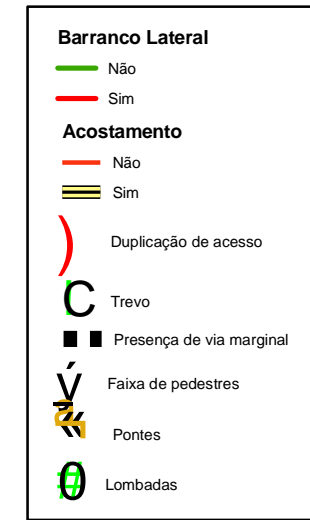 Barranco Lateral
Não
Sim
Acostamento
Não
Sim
) Duplicação de acesso
C Trevo
Presença de via marginal
Faixa de pedestres
Pontes
Lombadas